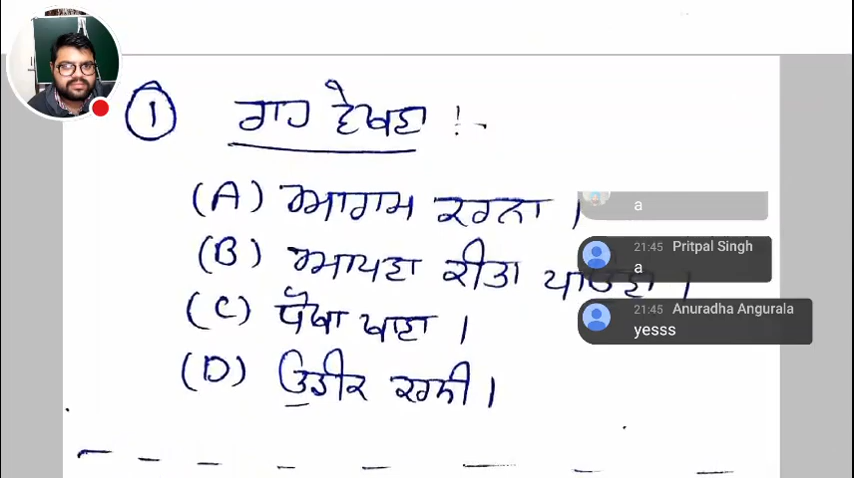 ① ਰਾਹ ਵੇਖਣਾ :-
(A) ਆਰਾਮ ਕਰਨਾ ।
a
(B) ਆਪਣਾ ਕੀਤਾ ਪਾਉਣਾ ।
21:45 Pritpal Singh
a
(C) ਧੋਖਾ ਖਾਣਾ ।
21:45 Anuradha Angurala
yesss
(D) ਉਡੀਕ ਕਰਨੀ ।